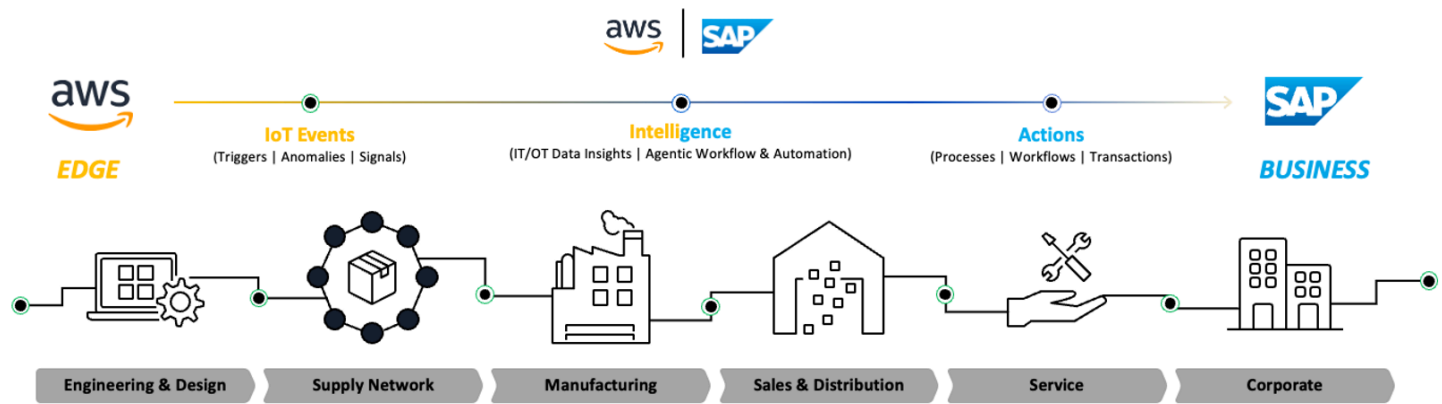 aws | SAP
aws
SAP
IoT Events
Intelligence
Actions
(Triggers | Anomalies | Signals)
(IT/OT Data Insights | Agentic Workflow & Automation)
(Processes | Workflows | Transactions)
EDGE
BUSINESS
Engineering & Design
Supply Network
Manufacturing
Sales & Distribution
Service
Corporate